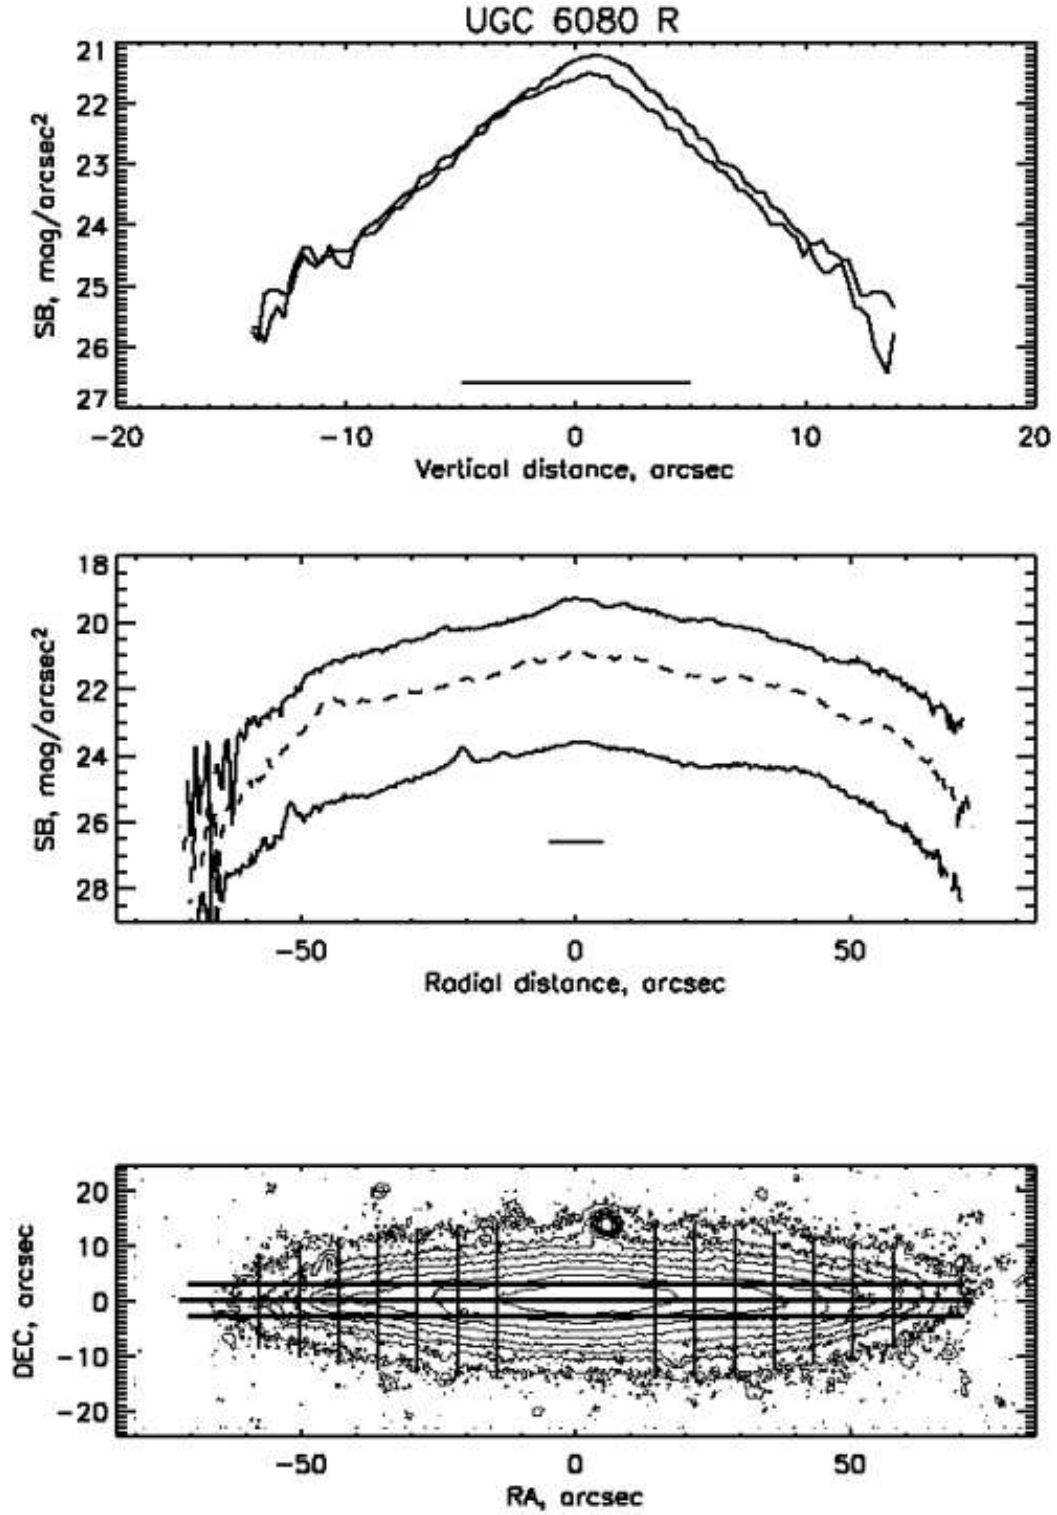 UGC 6080 R
21
22
23
24
25
26
27
SB, mag/arcsec²
-20 -10 0 10 20
Vertical distance, arcsec
18
20
22
24
26
28
SB, mag/arcsec²
-50 0 50
Radial distance, arcsec
20
10
0
-10
-20
DEC, arcsec
-50 0 50
RA, arcsec